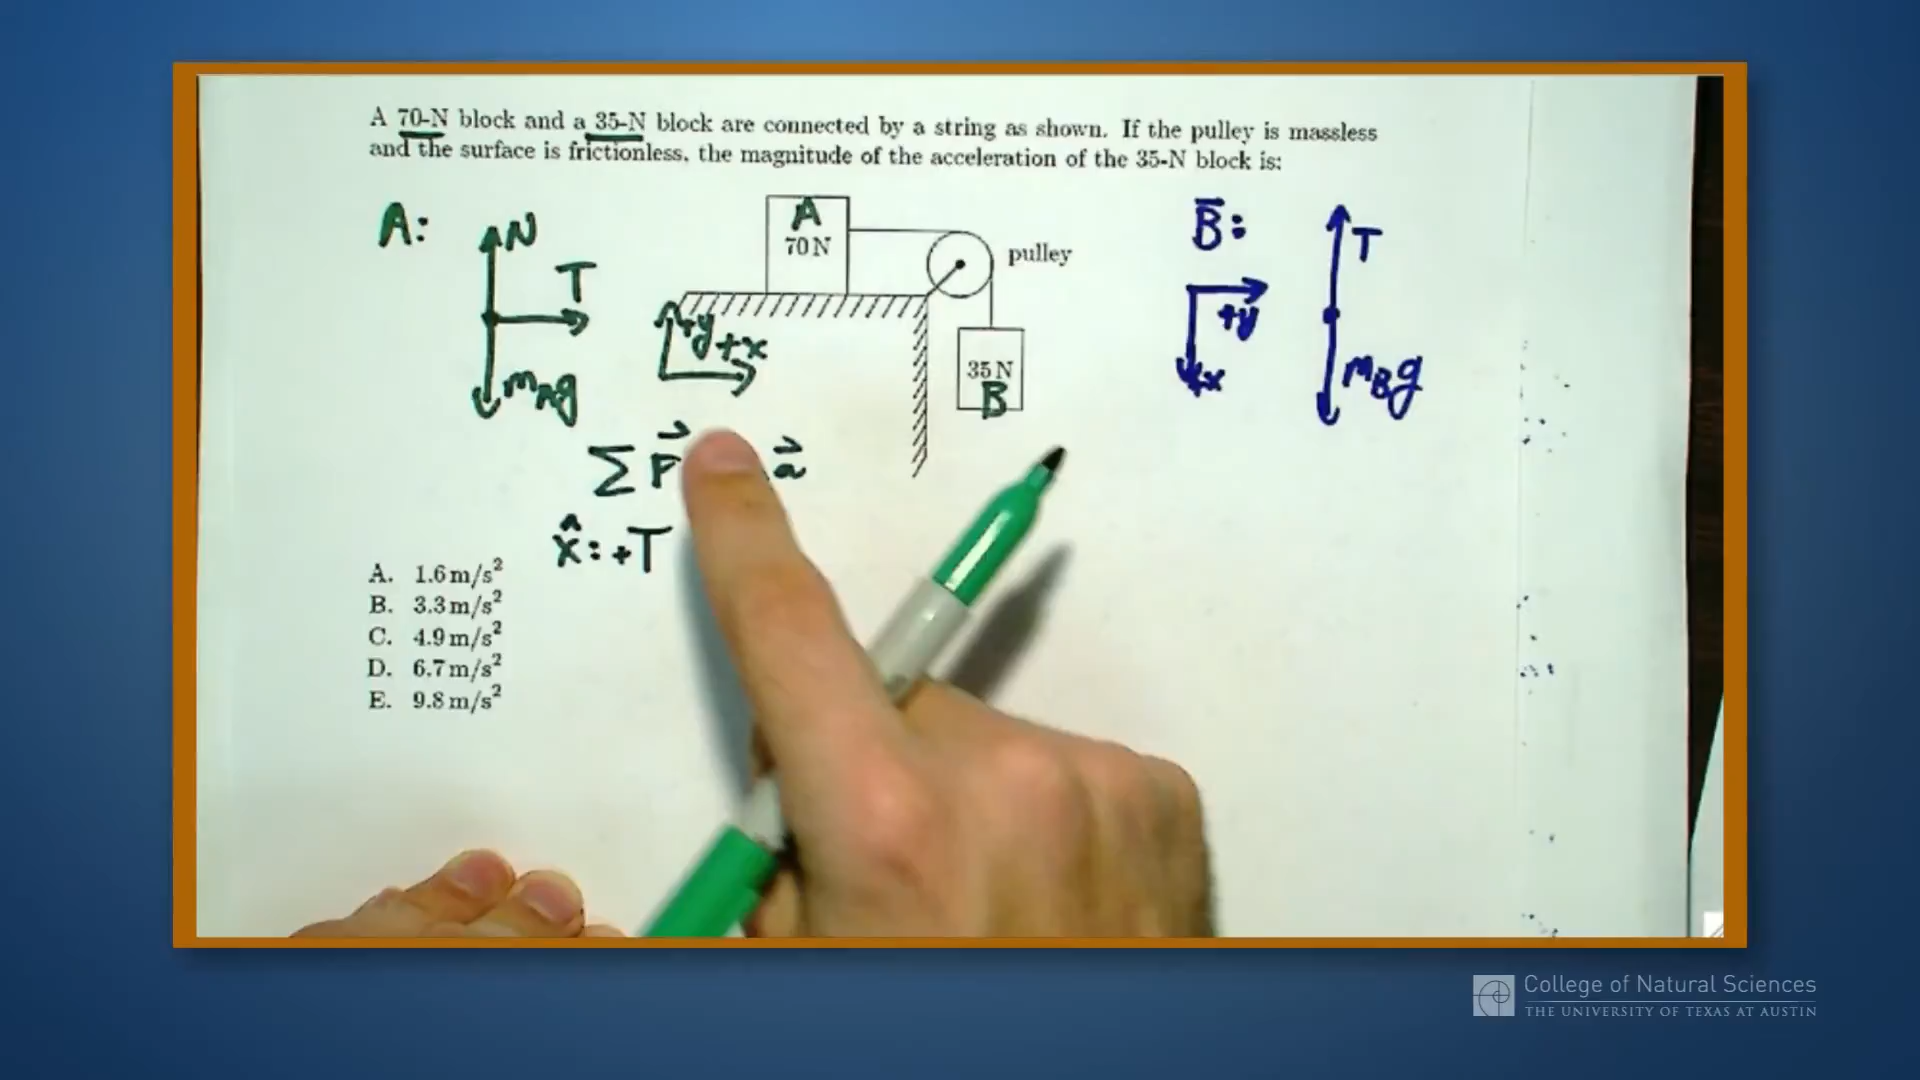 A 70-N block and a 35-N block are connected by a string as shown. If the pulley is massless
and the surface is frictionless, the magnitude of the acceleration of the 35-N block is:
A:
N
T
mAg
A
70 N
pulley
+y
+x
35 N
B
B:
+y
+x
T
mBg
∑ F⃗ a⃗
x̂: +T
A. 1.6 m/s²
B. 3.3 m/s²
C. 4.9 m/s²
D. 6.7 m/s²
E. 9.8 m/s²
College of Natural Sciences
THE UNIVERSITY OF TEXAS AT AUSTIN